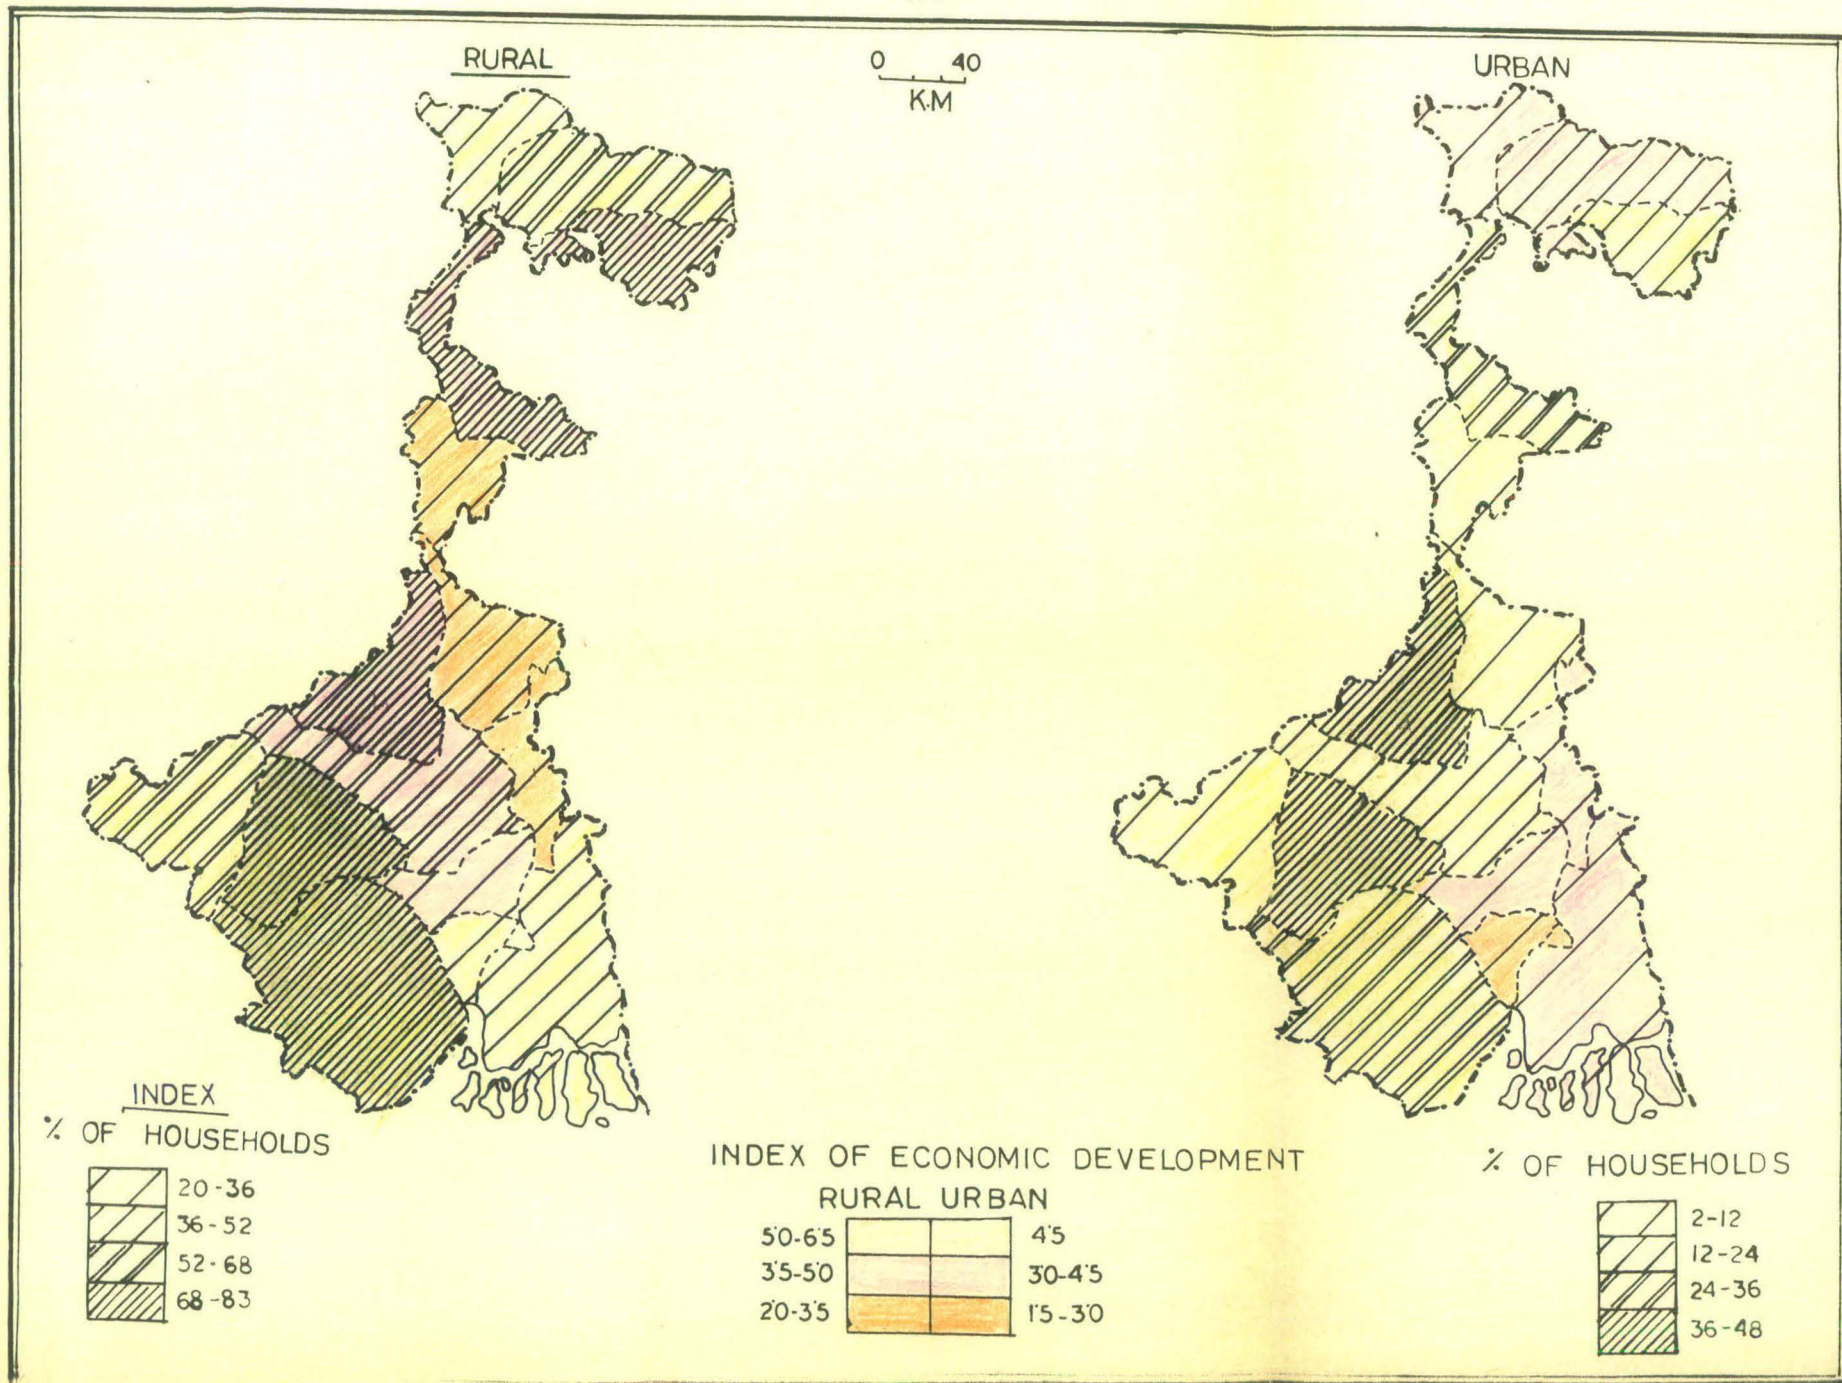 RURAL
0 40
K.M
URBAN
INDEX
% OF HOUSEHOLDS
20-36
36-52
52-68
68-83
INDEX OF ECONOMIC DEVELOPMENT
RURAL URBAN
5·0-6·5 4·5
3·5-5·0 3·0-4·5
2·0-3·5 1·5-3·0
% OF HOUSEHOLDS
2-12
12-24
24-36
36-48